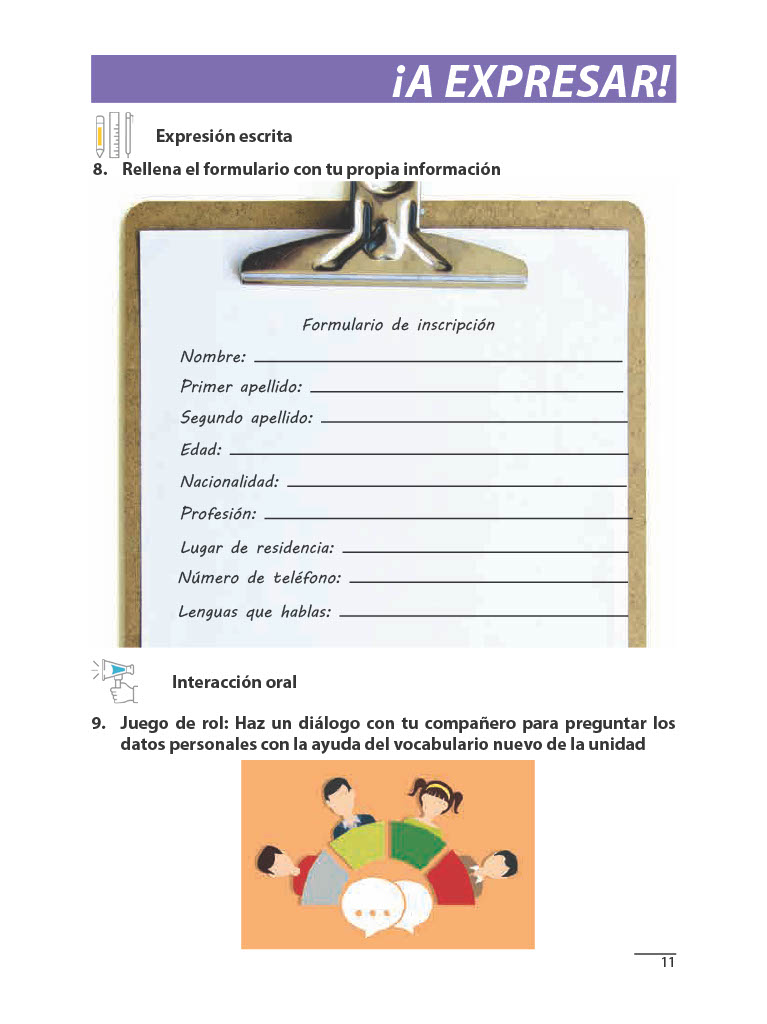 ¡A EXPRESAR!
Expresión escrita
8. Rellena el formulario con tu propia información
Formulario de inscripción
Nombre:
Primer apellido:
Segundo apellido:
Edad:
Nacionalidad:
Profesión:
Lugar de residencia:
Número de teléfono:
Lenguas que hablas:
Interacción oral
9. Juego de rol: Haz un diálogo con tu compañero para preguntar los
datos personales con la ayuda del vocabulario nuevo de la unidad
11